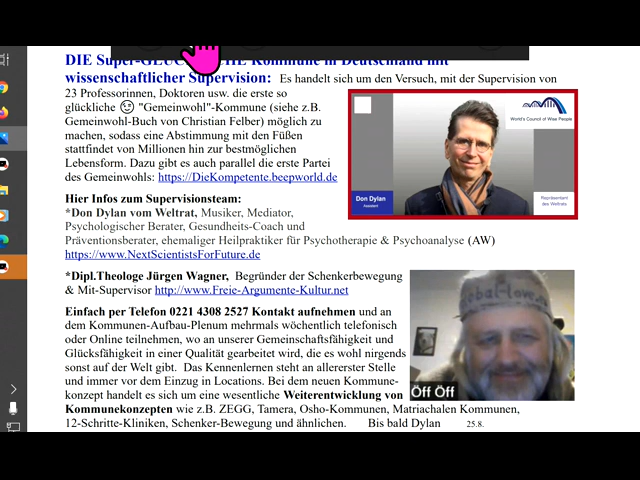 DIE Super-GLÜCKLICHE Kommune in Deutschland mit
wissenschaftlicher Supervision: Es handelt sich um den Versuch, mit der Supervision von
23 Professorinnen, Doktoren usw. die erste so
glückliche 😉 "Gemeinwohl"-Kommune (siehe z.B.
Gemeinwohl-Buch von Christian Felber) möglich zu
machen, sodass eine Abstimmung mit den Füßen
stattfindet von Millionen hin zur bestmöglichen
Lebensform. Dazu gibt es auch parallel die erste Partei
des Gemeinwohls: https://DieKompetente.beepworld.de
World's Council of Wise People
Don Dylan
Assistent
Repräsentant
des Weltrats
Hier Infos zum Supervisionsteam:
*Don Dylan vom Weltrat, Musiker, Mediator,
Psychologischer Berater, Gesundheits-Coach und
Präventionsberater, ehemaliger Heilpraktiker für Psychotherapie & Psychoanalyse (AW)
https://www.NextScientistsForFuture.de
*Dipl.Theologe Jürgen Wagner, Begründer der Schenkerbewegung
& Mit-Supervisor http://www.Freie-Argumente-Kultur.net
Einfach per Telefon 0221 4308 2527 Kontakt aufnehmen und an
dem Kommunen-Aufbau-Plenum mehrmals wöchentlich telefonisch
oder Online teilnehmen, wo an unserer Gemeinschaftsfähigkeit und
Glücksfähigkeit in einer Qualität gearbeitet wird, die es wohl nirgends
sonst auf der Welt gibt. Das Kennenlernen steht an allererster Stelle
und immer vor dem Einzug in Locations. Bei dem neuen Kommune-
konzept handelt es sich um eine wesentliche Weiterentwicklung von
Kommunekonzepten wie z.B. ZEGG, Tamera, Osho-Kommunen, Matriachalen Kommunen,
12-Schritte-Kliniken, Schenker-Bewegung und ähnlichen. Bis bald Dylan 25.8.
Öff Öff